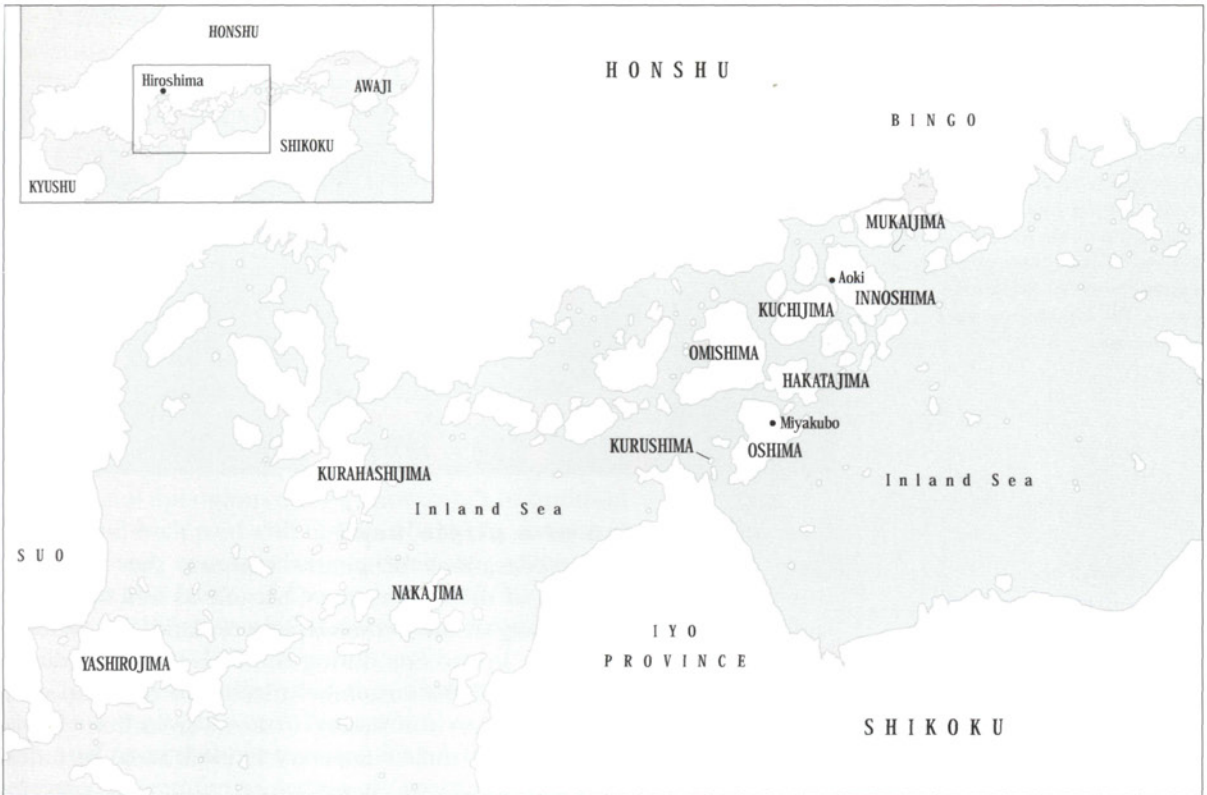 HONSHU
Hiroshima
AWAJI
SHIKOKU
KYUSHU
HONSHU
BINGO
MUKAIJIMA
Aoki
INNOSHIMA
KUCHIJIMA
OMISHIMA
HAKATAJIMA
Miyakubo
KURUSHIMA
OSHIMA
KURAHASHIJIMA
Inland Sea
Inland Sea
SUO
NAKAJIMA
IYO
PROVINCE
YASHIROJIMA
SHIKOKU